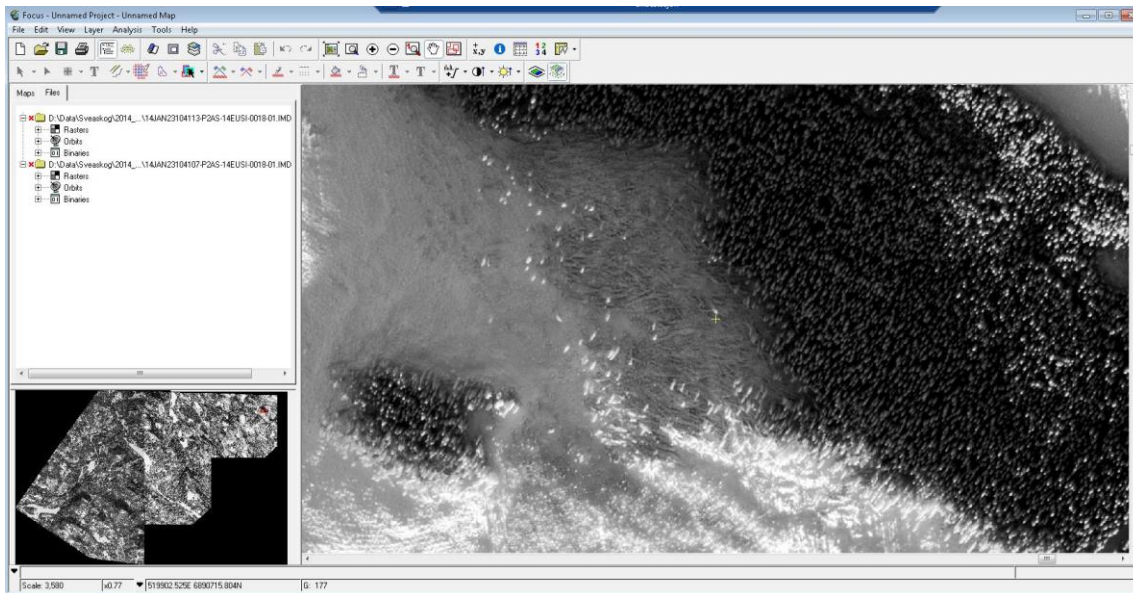 Focus - Unnamed Project - Unnamed Map
File Edit View Layer Analysis Tools Help
Maps Files
D:\Data\Sveaskog\2014_...\14JAN23104113-P2AS-14EUSI-0018-01.IMD
Rasters
Orbits
Binaries
D:\Data\Sveaskog\2014_...\14JAN23104107-P2AS-14EUSI-0018-01.IMD
Rasters
Orbits
Binaries
Scale: 3,580 x0.77 519902.525E 6890715.804N G: 177